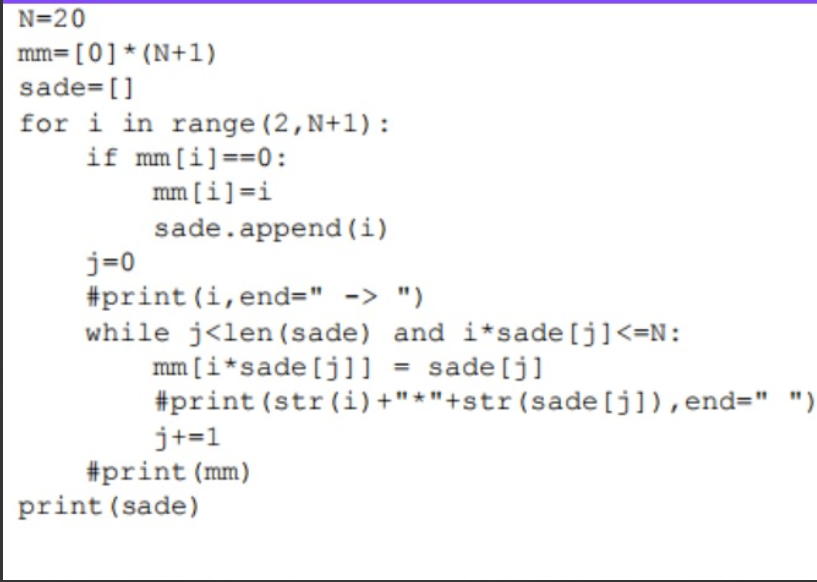 N=20
mm=[0]*(N+1)
sade=[]
for i in range(2,N+1):
    if mm[i]==0:
        mm[i]=i
        sade.append(i)
    j=0
    #print(i,end=" -> ")
    while j<len(sade) and i*sade[j]<=N:
        mm[i*sade[j]] = sade[j]
        #print(str(i)+"*"+str(sade[j]),end=" ")
        j+=1
    #print(mm)
print(sade)